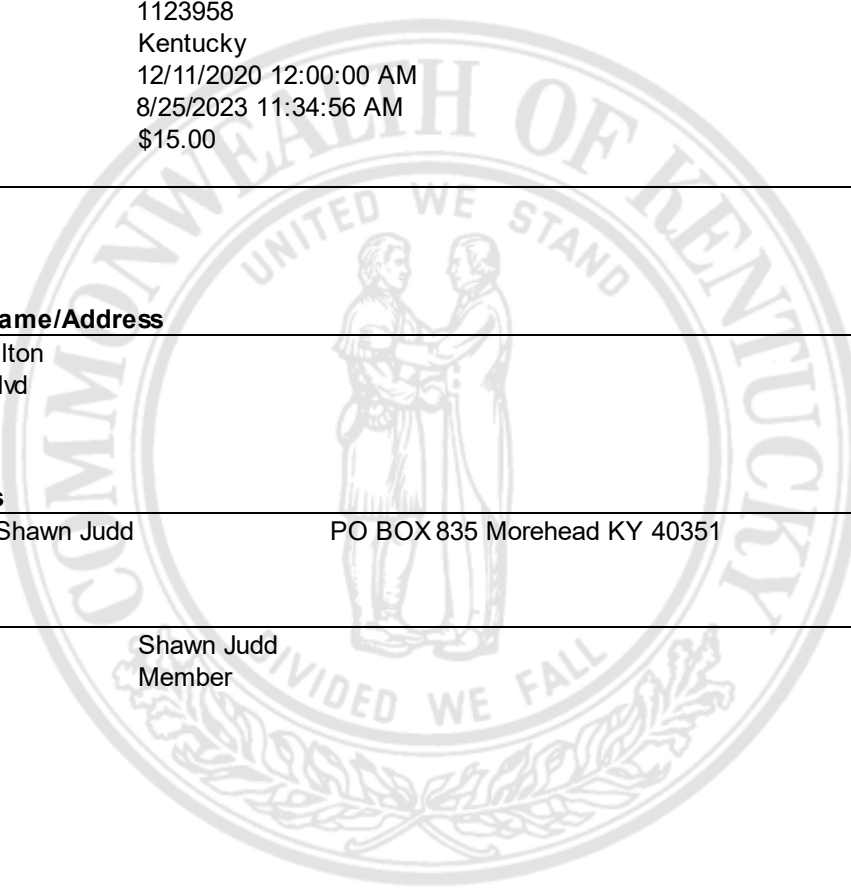 1123958
Kentucky
12/11/2020 12:00:00 AM
8/25/2023 11:34:56 AM
$15.00
COMMONWEALTH OF KENTUCKY
UNITED WE STAND
ame/Address
lton
lvd
s
Shawn Judd PO BOX 835 Morehead KY 40351
Shawn Judd
Member
DIVIDED WE FALL